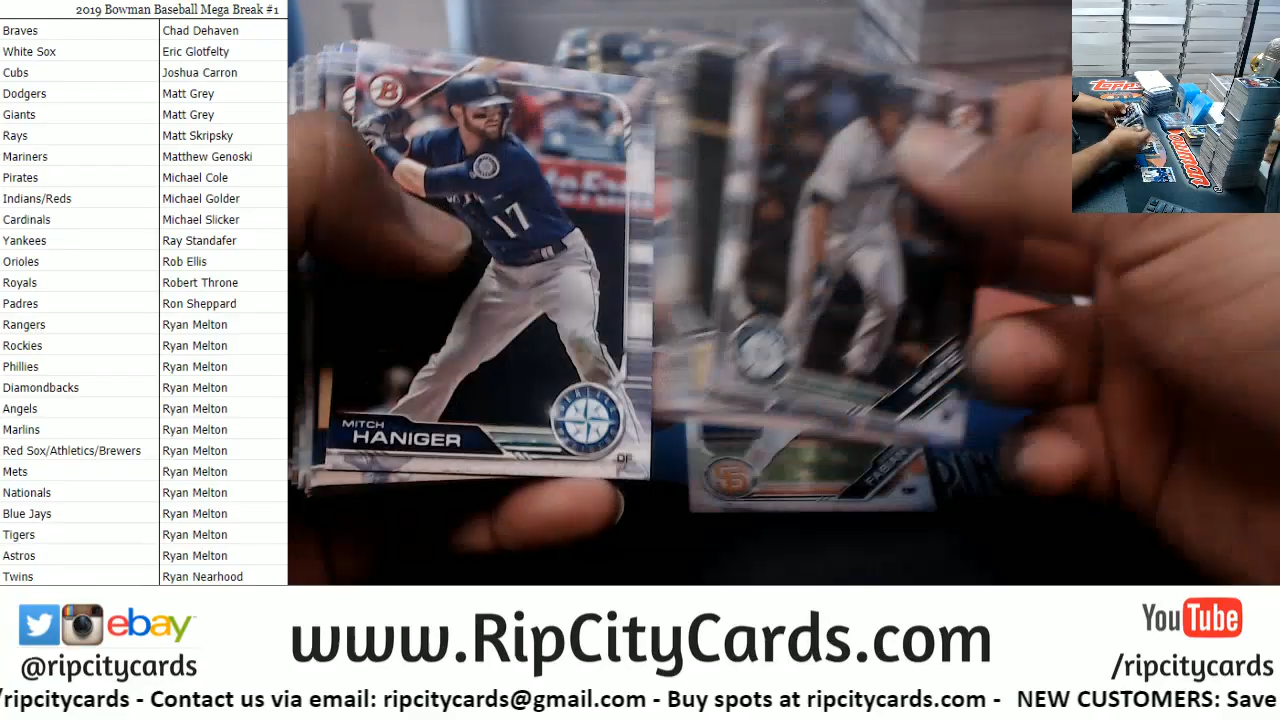 2019 Bowman Baseball Mega Break #1
Braves Chad Dehaven
White Sox Eric Glotfelty
Cubs Joshua Carron
Dodgers Matt Grey
Giants Matt Grey
Rays Matt Skripsky
Mariners Matthew Genoski
Pirates Michael Cole
Indians/Reds Michael Golder
Cardinals Michael Slicker
Yankees Ray Standafer
Orioles Rob Ellis
Royals Robert Throne
Padres Ron Sheppard
Rangers Ryan Melton
Rockies Ryan Melton
Phillies Ryan Melton
Diamondbacks Ryan Melton
Angels Ryan Melton
Marlins Ryan Melton
Red Sox/Athletics/Brewers Ryan Melton
Mets Ryan Melton
Nationals Ryan Melton
Blue Jays Ryan Melton
Tigers Ryan Melton
Astros Ryan Melton
Twins Ryan Nearhood
B
17
MITCH
HANIGER
OF
SF
FABIAN
Topps
BOWMAN
ebay
@ripcitycards
www.RipCityCards.com
YouTube
/ripcitycards
/ripcitycards - Contact us via email: ripcitycards@gmail.com - Buy spots at ripcitycards.com - NEW CUSTOMERS: Save